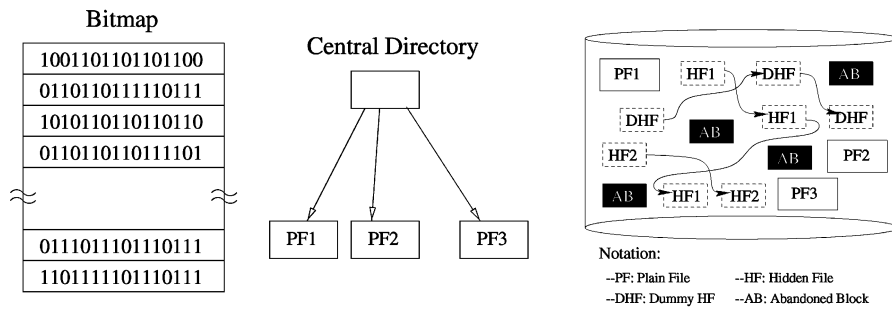 Bitmap
1001101101101100
0110110111110111
1010110110110110
0110110110111101
0111011101110111
1101111101110111
Central Directory
PF1 PF2 PF3
PF1 HF1 DHF AB
DHF AB HF1 DHF
HF2 AB PF2
AB HF1 HF2 PF3
Notation:
--PF: Plain File --HF: Hidden File
--DHF: Dummy HF --AB: Abandoned Block